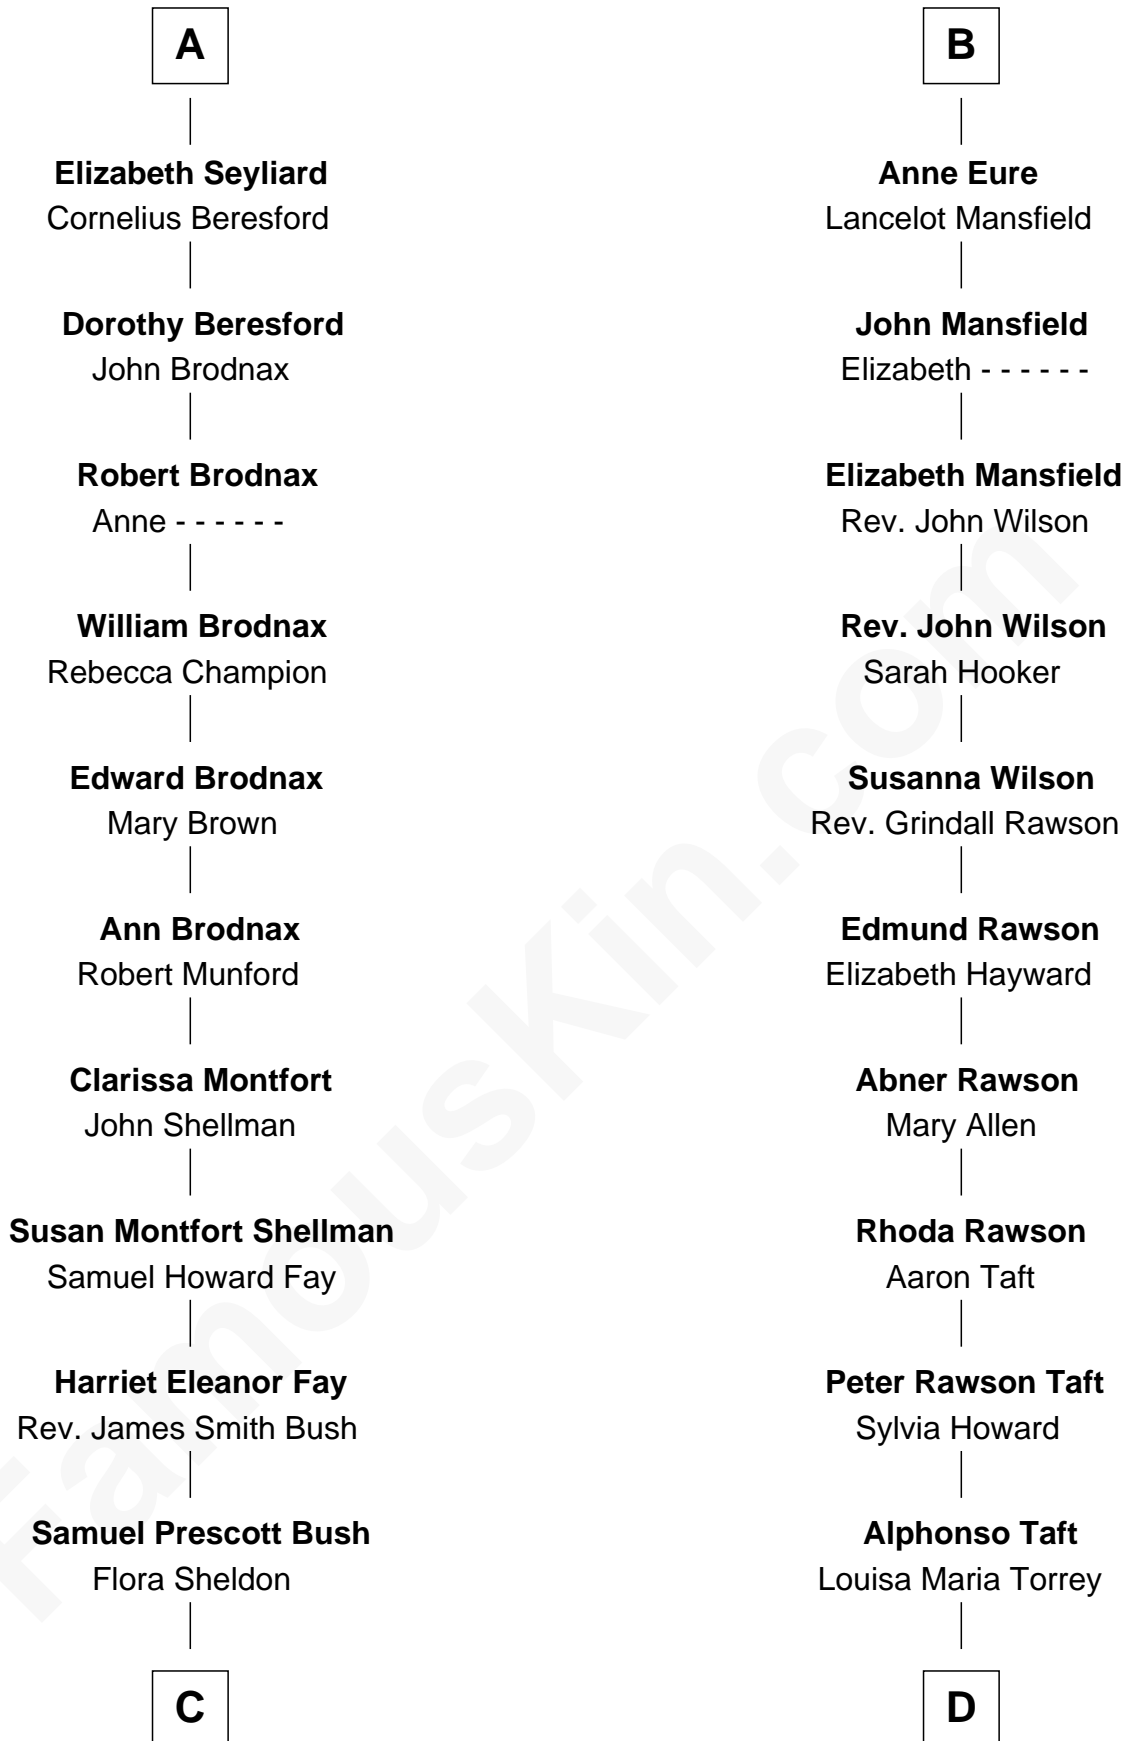 A
Elizabeth Seyliard
Cornelius Beresford
Dorothy Beresford
John Brodnax
Robert Brodnax
Anne - - - - - -
William Brodnax
Rebecca Champion
Edward Brodnax
Mary Brown
Ann Brodnax
Robert Munford
Clarissa Montfort
John Shellman
Susan Montfort Shellman
Samuel Howard Fay
Harriet Eleanor Fay
Rev. James Smith Bush
Samuel Prescott Bush
Flora Sheldon
C
B
Anne Eure
Lancelot Mansfield
John Mansfield
Elizabeth - - - - - -
Elizabeth Mansfield
Rev. John Wilson
Rev. John Wilson
Sarah Hooker
Susanna Wilson
Rev. Grindall Rawson
Edmund Rawson
Elizabeth Hayward
Abner Rawson
Mary Allen
Rhoda Rawson
Aaron Taft
Peter Rawson Taft
Sylvia Howard
Alphonso Taft
Louisa Maria Torrey
D
FamousKin.com